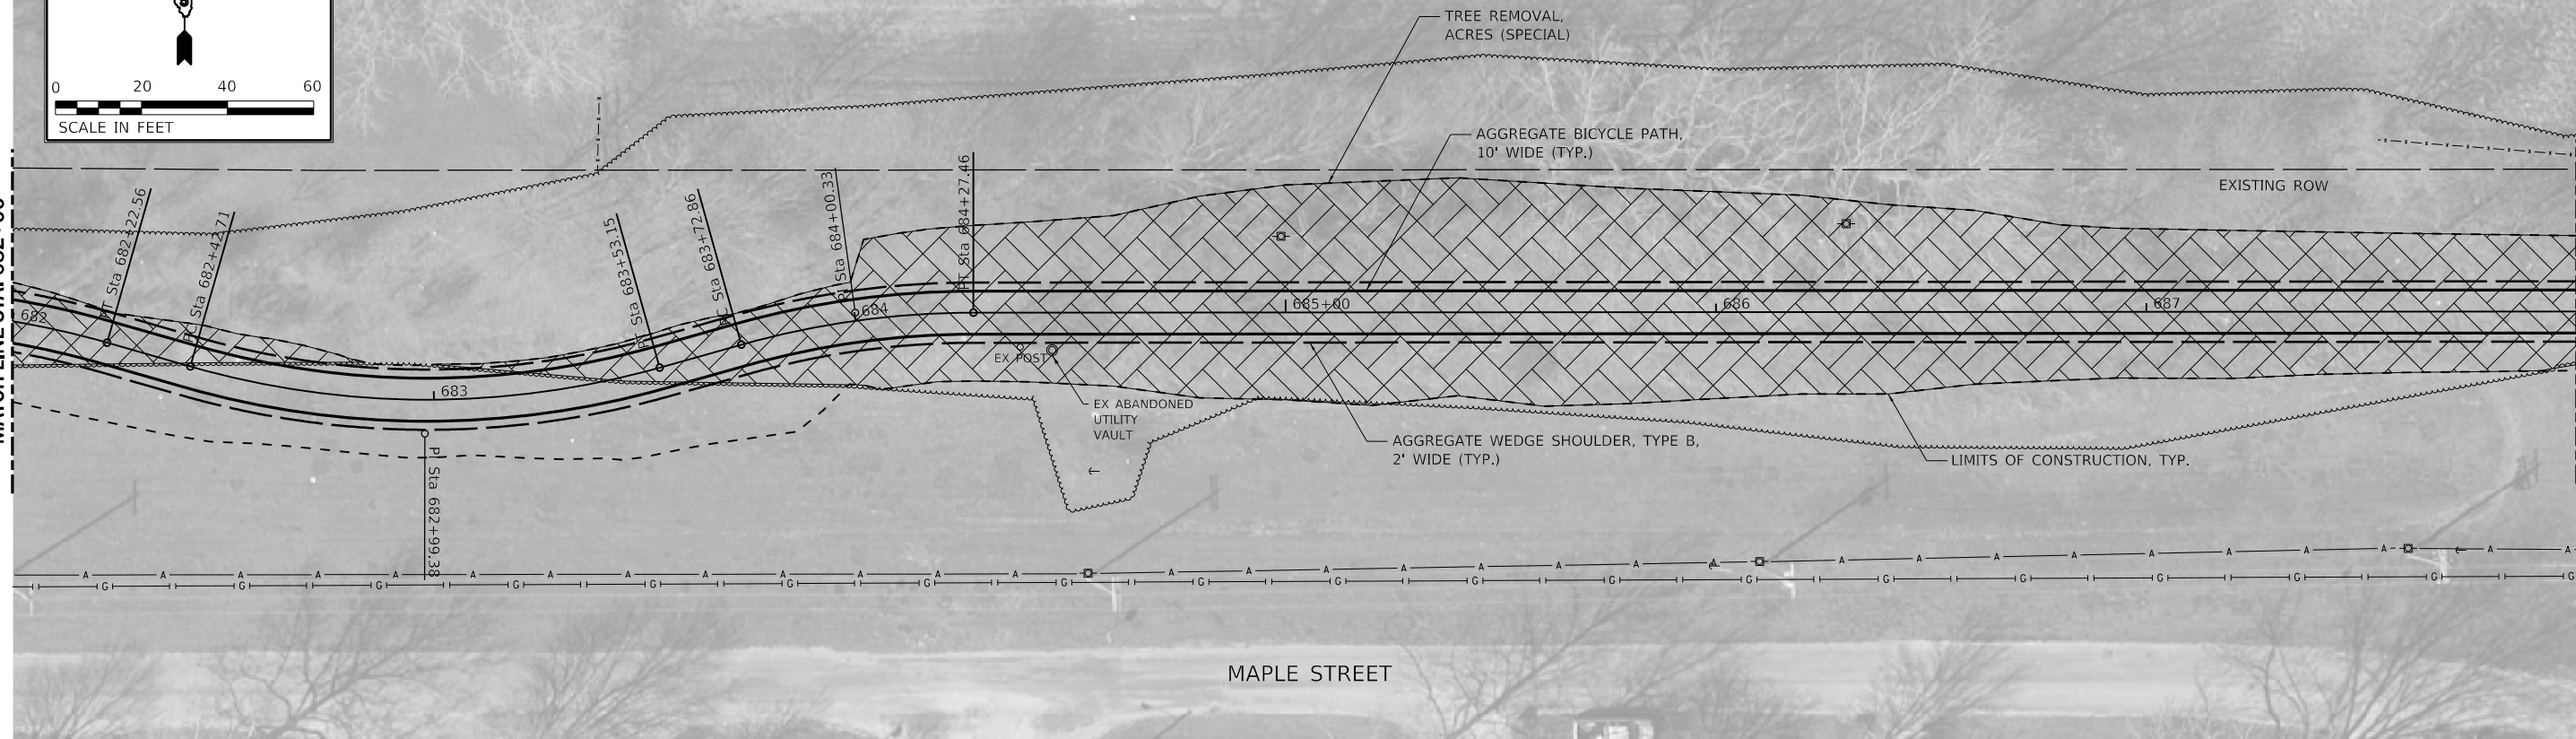 0 20 40 60
SCALE IN FEET
TREE REMOVAL,
ACRES (SPECIAL)
AGGREGATE BICYCLE PATH,
10' WIDE (TYP.)
EXISTING ROW
PT Sta 682+22.56
PC Sta 682+42.71
PT Sta 683+53.15
PC Sta 683+72.86
PI Sta 684+00.33
PT Sta 684+27.46
682
683
684
685+00
686
687
EX POST
EX ABANDONED
UTILITY
VAULT
AGGREGATE WEDGE SHOULDER, TYPE B,
2' WIDE (TYP.)
LIMITS OF CONSTRUCTION, TYP.
PI Sta 682+99.38
A A A A A A A A A A A A A A A A A A A A A A A A A A A A A A A A
G G G G G G G G G G G G G G G G G G G
MAPLE STREET